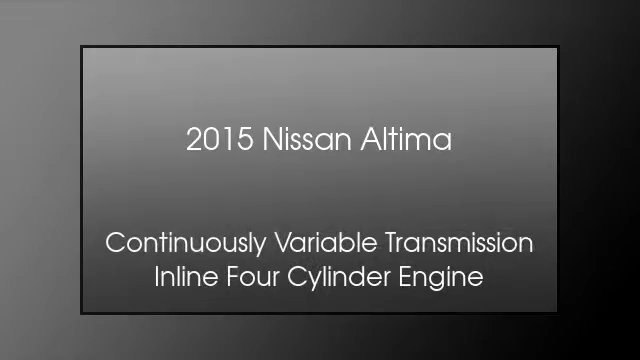 2015 Nissan Altima
Continuously Variable Transmission
Inline Four Cylinder Engine